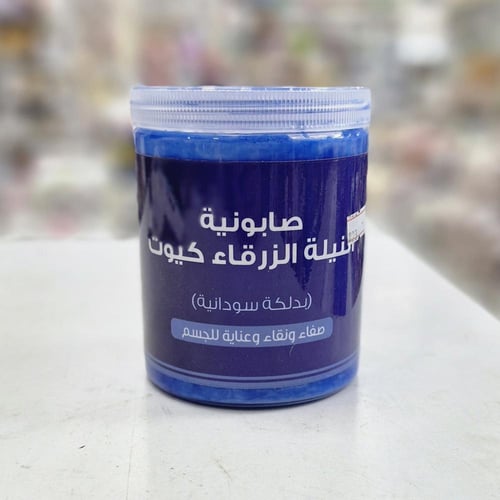 صابونية
النيلة الزرقاء كيوت
(بدلكة سودانية)
صفاء ونقاء وعناية للجسم